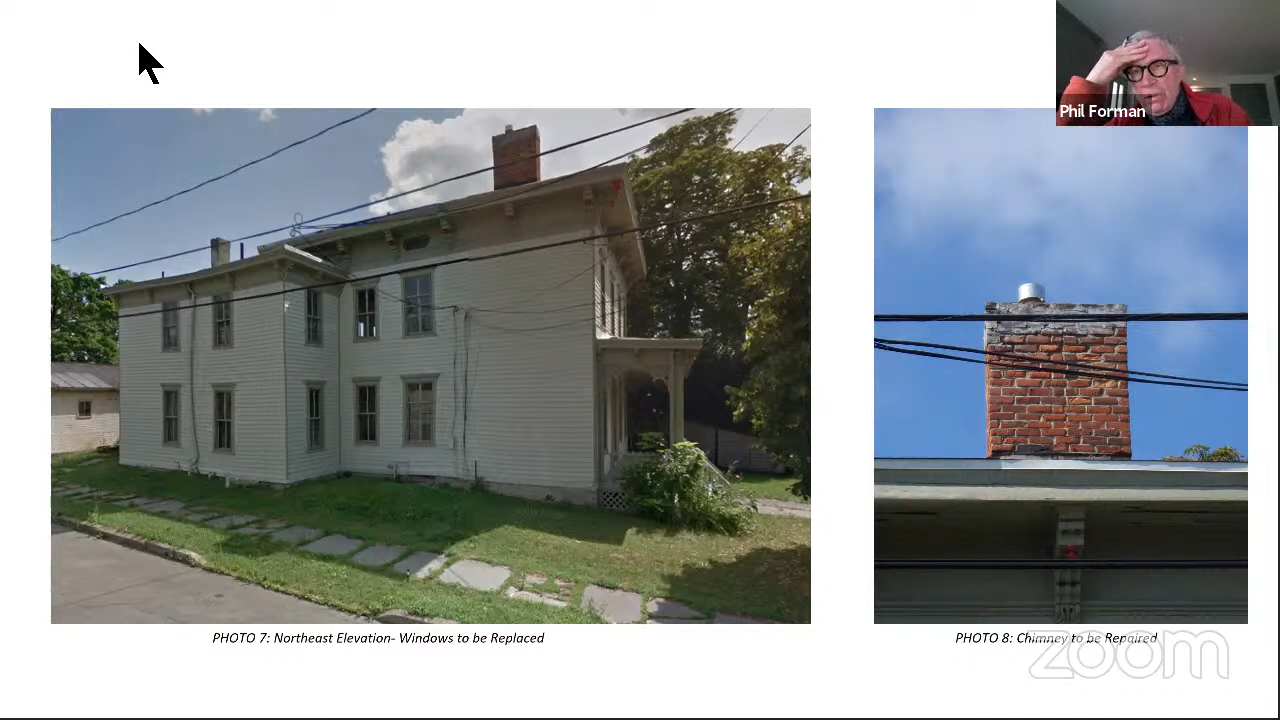 Phil Forman
PHOTO 7: Northeast Elevation- Windows to be Replaced
PHOTO 8: Chimney to be Repaired
zoom